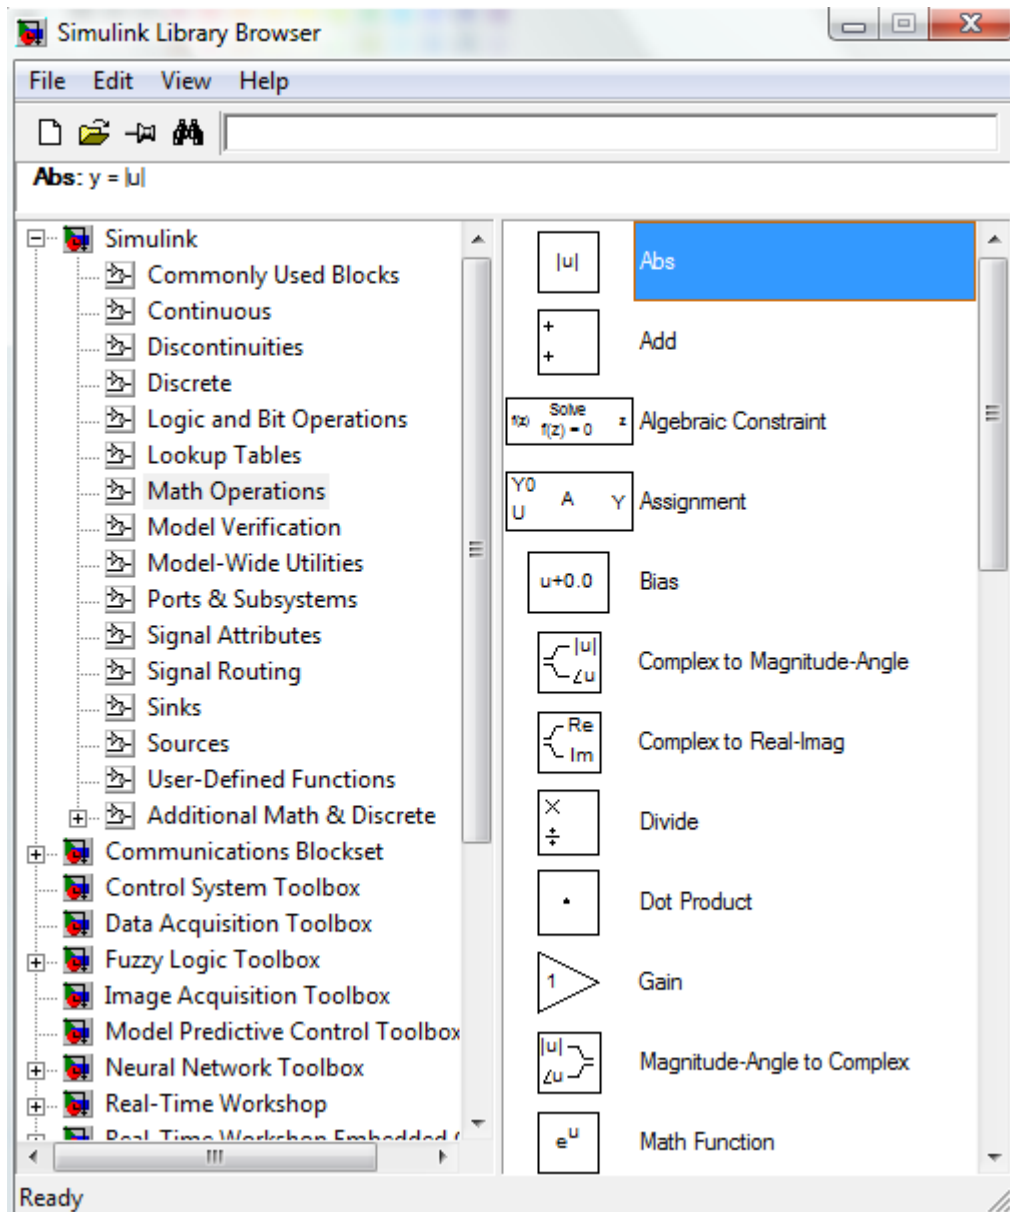 Simulink Library Browser
File Edit View Help
Abs: y = |u|
Simulink
Commonly Used Blocks
Continuous
Discontinuities
Discrete
Logic and Bit Operations
Lookup Tables
Math Operations
Model Verification
Model-Wide Utilities
Ports & Subsystems
Signal Attributes
Signal Routing
Sinks
Sources
User-Defined Functions
Additional Math & Discrete
Communications Blockset
Control System Toolbox
Data Acquisition Toolbox
Fuzzy Logic Toolbox
Image Acquisition Toolbox
Model Predictive Control Toolbox
Neural Network Toolbox
Real-Time Workshop
Real-Time Workshop Embedded
|u| Abs
+
+ Add
Solve
f(z) f(z) = 0 z Algebraic Constraint
Y0
U A Y Assignment
u+0.0 Bias
|u|
∠u Complex to Magnitude-Angle
Re
Im Complex to Real-Imag
×
÷ Divide
Dot Product
1 Gain
|u|
∠u Magnitude-Angle to Complex
e^u Math Function
Ready